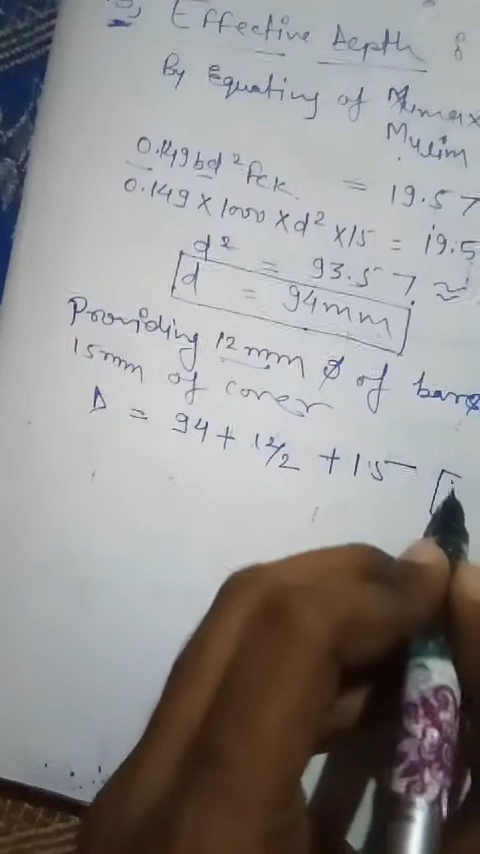 Effective Depth :
By Equating of Mumax
Mulim
0.149bd²fck. = 19.57
0.149 × 1000 × d² × 15 = 19.5
d² = 93.57 ≈
d = 94mm
Providing 12mm ø of bars
15mm of cover
D = 94 + 12/2 + 15